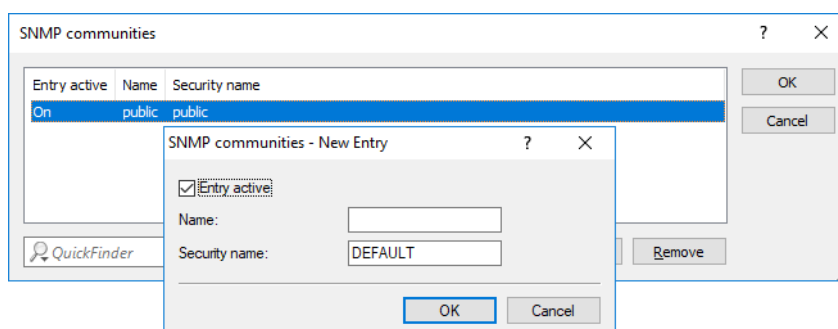 SNMP communities ?
Entry active Name Security name
OK
On public public
Cancel
SNMP communities - New Entry ?
Entry active
Name:
Security name: DEFAULT
QuickFinder
Remove
OK Cancel